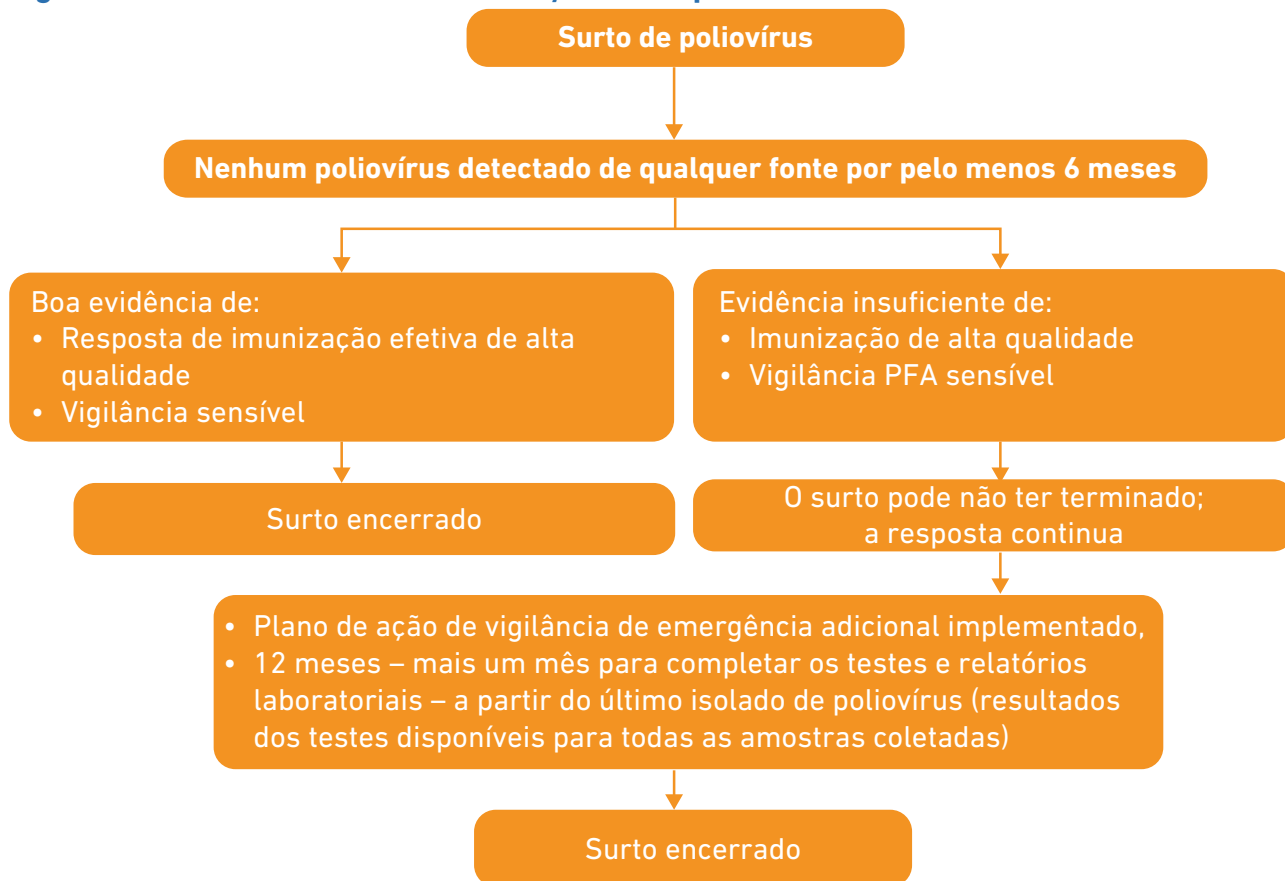 Surto de poliovírus
Nenhum poliovírus detectado de qualquer fonte por pelo menos 6 meses
Boa evidência de:
• Resposta de imunização efetiva de alta
qualidade
• Vigilância sensível
Evidência insuficiente de:
• Imunização de alta qualidade
• Vigilância PFA sensível
Surto encerrado
O surto pode não ter terminado;
a resposta continua
• Plano de ação de vigilância de emergência adicional implementado,
• 12 meses – mais um mês para completar os testes e relatórios
laboratoriais – a partir do último isolado de poliovírus (resultados
dos testes disponíveis para todas as amostras coletadas)
Surto encerrado